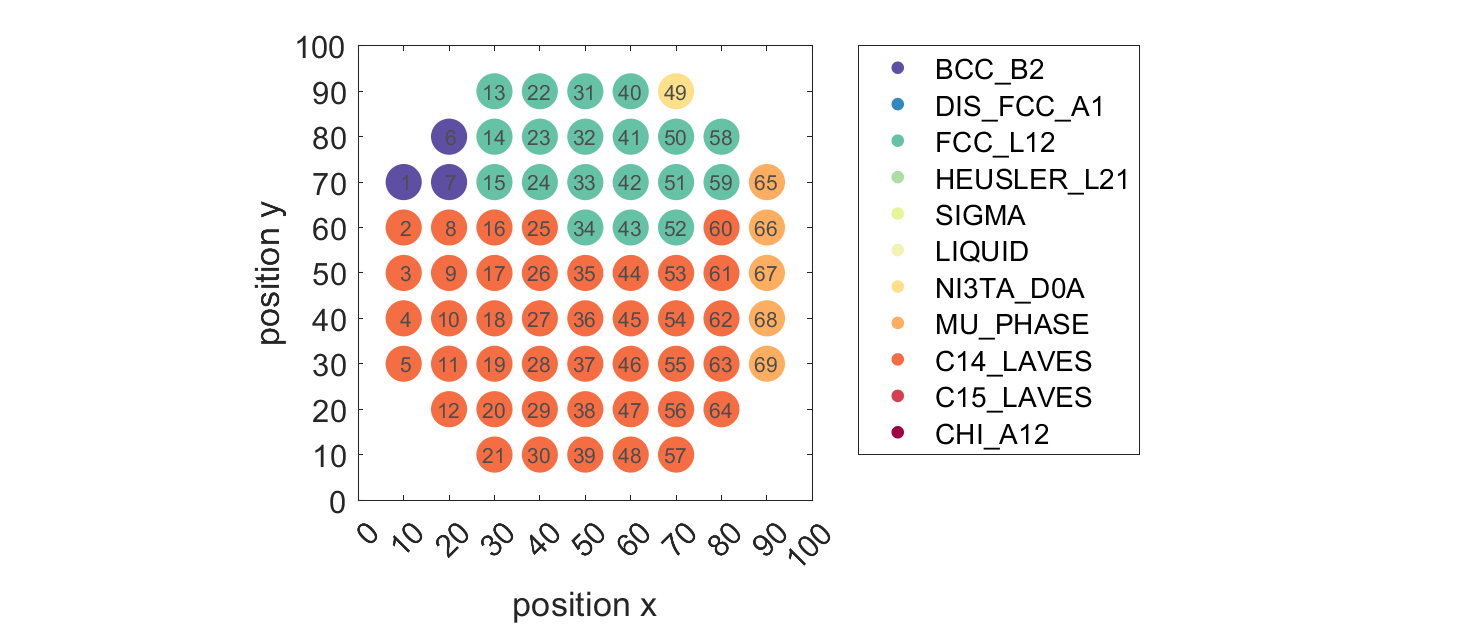 100
90
80
70
60
50
40
30
20
10
0
position y
13 22 31 40 49
6 14 23 32 41 50 58
1 7 15 24 33 42 51 59 65
2 8 16 25 34 43 52 60 66
3 9 17 26 35 44 53 61 67
4 10 18 27 36 45 54 62 68
5 11 19 28 37 46 55 63 69
12 20 29 38 47 56 64
21 30 39 48 57
0 10 20 30 40 50 60 70 80 90 100
position x
BCC_B2
DIS_FCC_A1
FCC_L12
HEUSLER_L21
SIGMA
LIQUID
NI3TA_D0A
MU_PHASE
C14_LAVES
C15_LAVES
CHI_A12